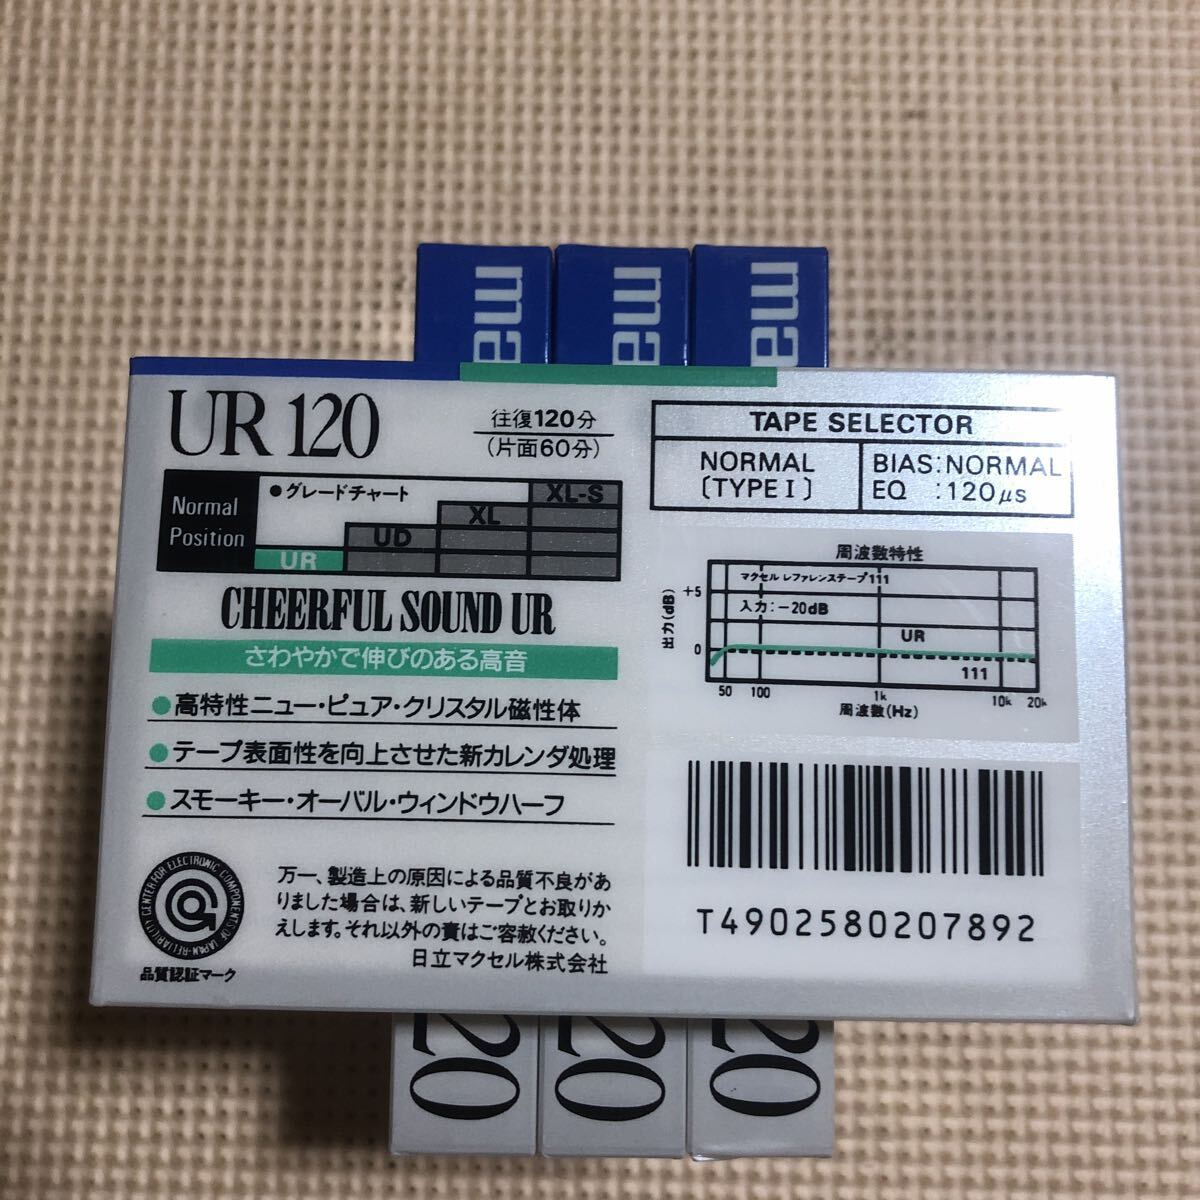 ma
ma
ma
UR 120
往復120分
(片面60分)
Normal
Position
●グレードチャート
XL-S
XL
UD
UR
CHEERFUL SOUND UR
さわやかで伸びのある高音
●高特性ニュー・ピュア・クリスタル磁性体
●テープ表面性を向上させた新カレンダ処理
●スモーキー・オーバル・ウィンドウハーフ
CENTER FOR ELECTRONIC COMPONENTS OF JAPAN-RELIABILITY
品質認証マーク
万一、製造上の原因による品質不良があ
りました場合は、新しいテープとお取りか
えします。それ以外の責はご容赦ください。
日立マクセル株式会社
TAPE SELECTOR
NORMAL
(TYPE I)
BIAS:NORMAL
EQ :120μs
周波数特性
マクセル レファレンステープ111
入力:-20dB
UR
111
出力(dB)
+5
0
50 100 1k 10k 20k
周波数(Hz)
T4902580207892
20
20
20